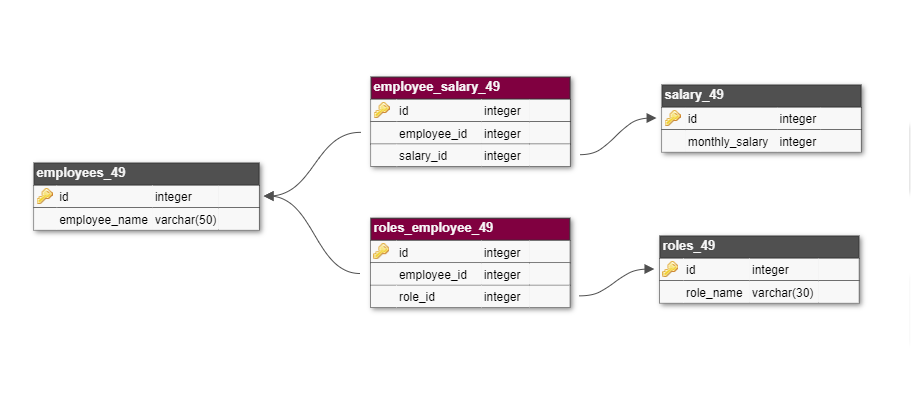 employee_salary_49
id integer
employee_id integer
salary_id integer
salary_49
id integer
monthly_salary integer
employees_49
id integer
employee_name varchar(50)
roles_employee_49
id integer
employee_id integer
role_id integer
roles_49
id integer
role_name varchar(30)